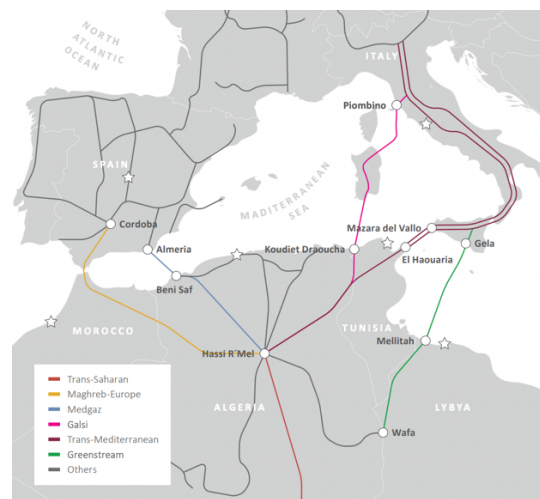 NORTH
ATLANTIC
OCEAN
ITALY
Piombino
SPAIN
MEDITERRANEAN
SEA
Cordoba
Mazara del Vallo
Almeria
Koudiet Draoucha
Gela
El Haouaria
Beni Saf
MOROCCO
TUNISIA
Mellitah
Hassi R´Mel
Trans-Saharan
Maghreb-Europe
Medgaz
Galsi
Trans-Mediterranean
Greenstream
Others
ALGERIA
LYBYA
Wafa